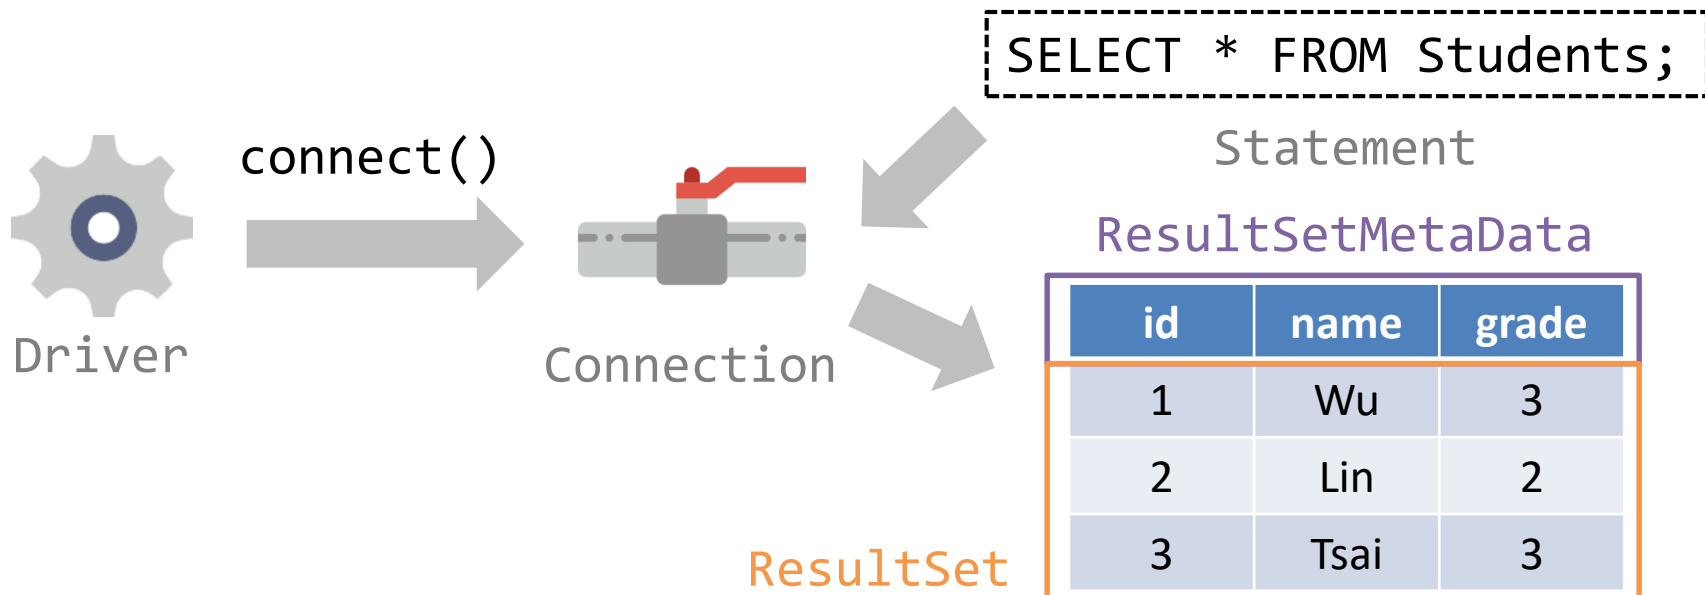 SELECT * FROM Students;
Statement
connect()
Driver
Connection
ResultSetMetaData
id name grade
1 Wu 3
2 Lin 2
3 Tsai 3
ResultSet